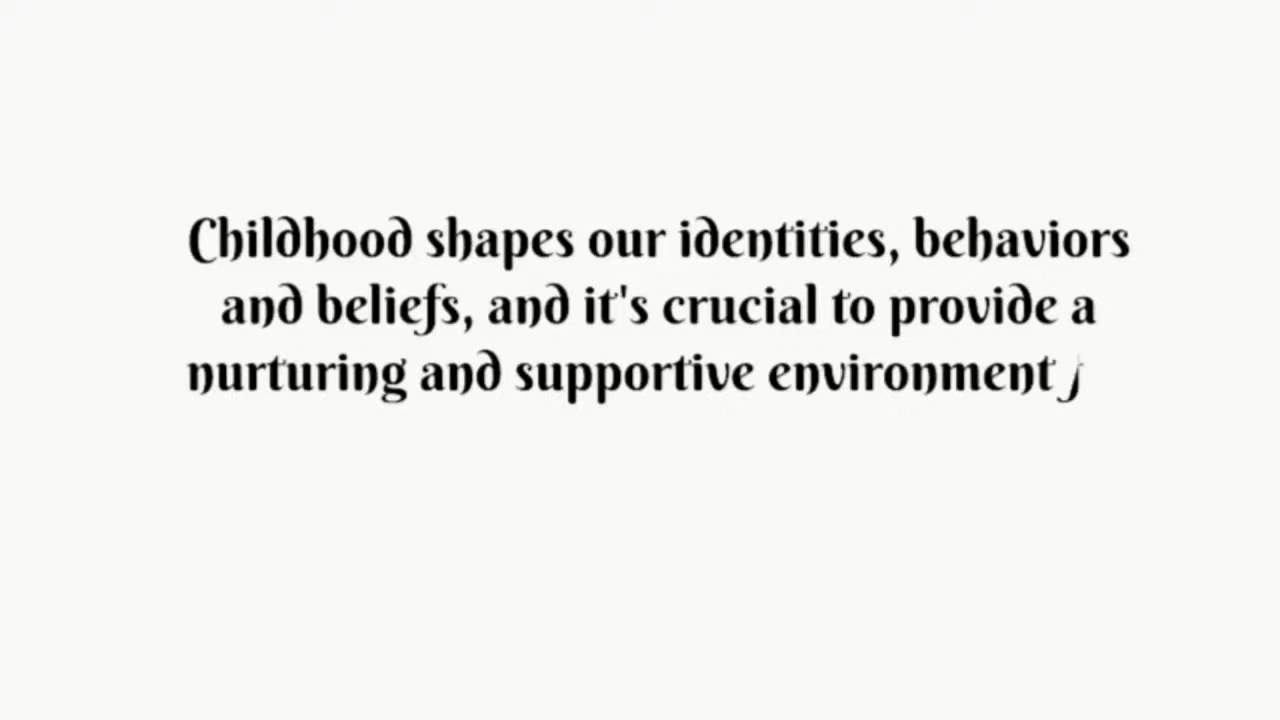 Childhood shapes our identities, behaviors
and beliefs, and it's crucial to provide a
nurturing and supportive environment